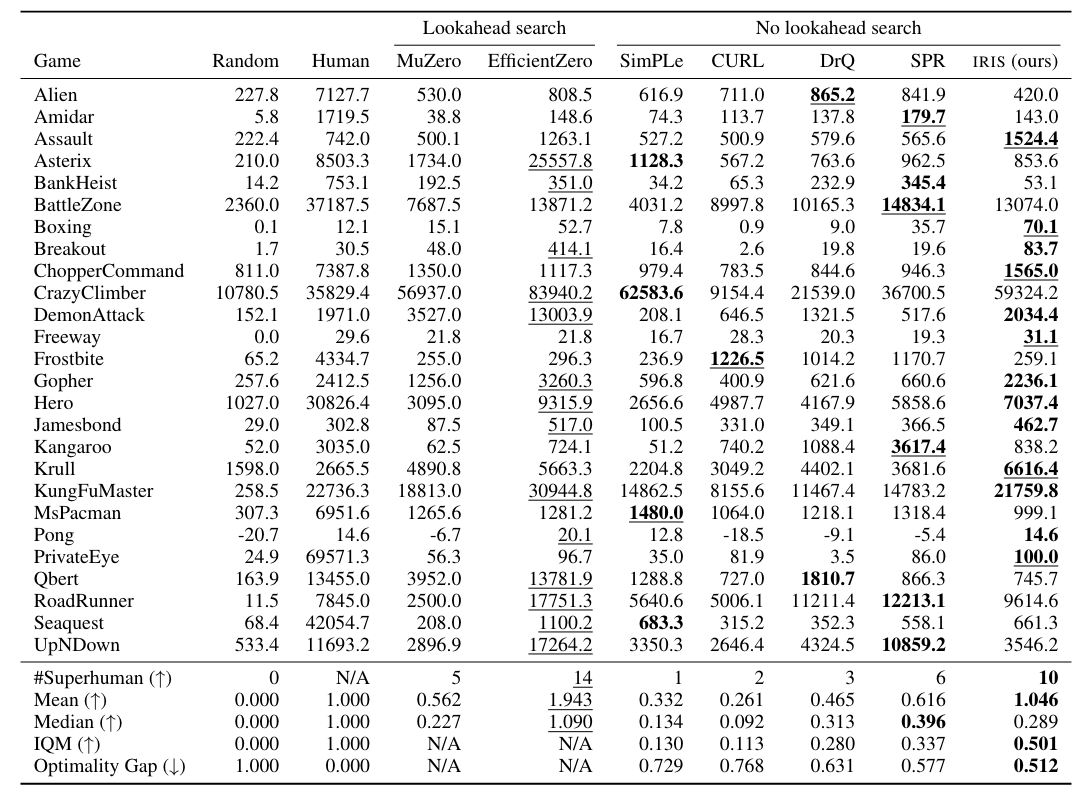 Lookahead search No lookahead search
Game Random Human MuZero EfficientZero SimPLe CURL DrQ SPR IRIS (ours)
Alien 227.8 7127.7 530.0 808.5 616.9 711.0 865.2 841.9 420.0
Amidar 5.8 1719.5 38.8 148.6 74.3 113.7 137.8 179.7 143.0
Assault 222.4 742.0 500.1 1263.1 527.2 500.9 579.6 565.6 1524.4
Asterix 210.0 8503.3 1734.0 25557.8 1128.3 567.2 763.6 962.5 853.6
BankHeist 14.2 753.1 192.5 351.0 34.2 65.3 232.9 345.4 53.1
BattleZone 2360.0 37187.5 7687.5 13871.2 4031.2 8997.8 10165.3 14834.1 13074.0
Boxing 0.1 12.1 15.1 52.7 7.8 0.9 9.0 35.7 70.1
Breakout 1.7 30.5 48.0 414.1 16.4 2.6 19.8 19.6 83.7
ChopperCommand 811.0 7387.8 1350.0 1117.3 979.4 783.5 844.6 946.3 1565.0
CrazyClimber 10780.5 35829.4 56937.0 83940.2 62583.6 9154.4 21539.0 36700.5 59324.2
DemonAttack 152.1 1971.0 3527.0 13003.9 208.1 646.5 1321.5 517.6 2034.4
Freeway 0.0 29.6 21.8 21.8 16.7 28.3 20.3 19.3 31.1
Frostbite 65.2 4334.7 255.0 296.3 236.9 1226.5 1014.2 1170.7 259.1
Gopher 257.6 2412.5 1256.0 3260.3 596.8 400.9 621.6 660.6 2236.1
Hero 1027.0 30826.4 3095.0 9315.9 2656.6 4987.7 4167.9 5858.6 7037.4
Jamesbond 29.0 302.8 87.5 517.0 100.5 331.0 349.1 366.5 462.7
Kangaroo 52.0 3035.0 62.5 724.1 51.2 740.2 1088.4 3617.4 838.2
Krull 1598.0 2665.5 4890.8 5663.3 2204.8 3049.2 4402.1 3681.6 6616.4
KungFuMaster 258.5 22736.3 18813.0 30944.8 14862.5 8155.6 11467.4 14783.2 21759.8
MsPacman 307.3 6951.6 1265.6 1281.2 1480.0 1064.0 1218.1 1318.4 999.1
Pong -20.7 14.6 -6.7 20.1 12.8 -18.5 -9.1 -5.4 14.6
PrivateEye 24.9 69571.3 56.3 96.7 35.0 81.9 3.5 86.0 100.0
Qbert 163.9 13455.0 3952.0 13781.9 1288.8 727.0 1810.7 866.3 745.7
RoadRunner 11.5 7845.0 2500.0 17751.3 5640.6 5006.1 11211.4 12213.1 9614.6
Seaquest 68.4 42054.7 208.0 1100.2 683.3 315.2 352.3 558.1 661.3
UpNDown 533.4 11693.2 2896.9 17264.2 3350.3 2646.4 4324.5 10859.2 3546.2
#Superhuman (↑) 0 N/A 5 14 1 2 3 6 10
Mean (↑) 0.000 1.000 0.562 1.943 0.332 0.261 0.465 0.616 1.046
Median (↑) 0.000 1.000 0.227 1.090 0.134 0.092 0.313 0.396 0.289
IQM (↑) 0.000 1.000 N/A N/A 0.130 0.113 0.280 0.337 0.501
Optimality Gap (↓) 1.000 0.000 N/A N/A 0.729 0.768 0.631 0.577 0.512